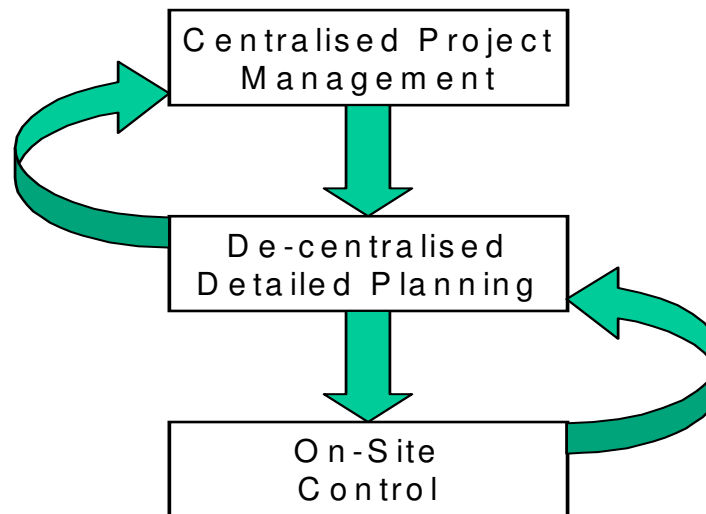 Centralised Project
Management
De-centralised
Detailed Planning
On-Site
Control